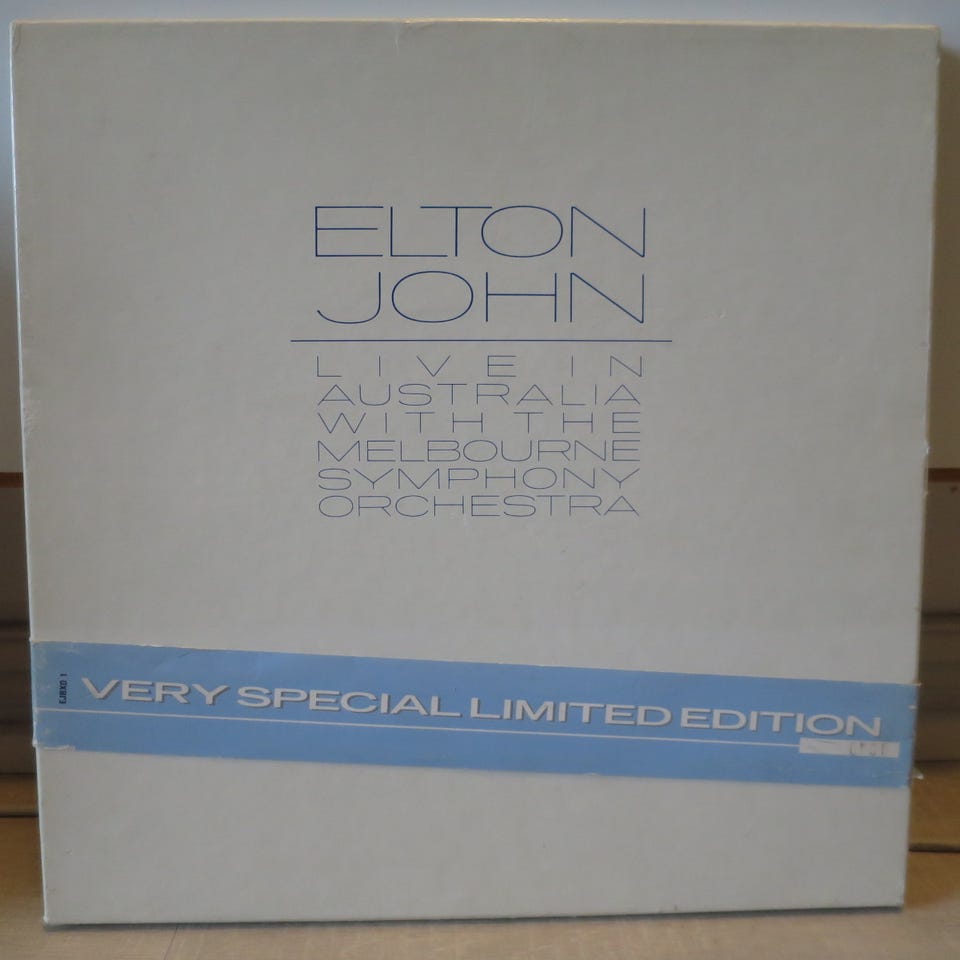 ELTON
JOHN
LIVE IN
AUSTRALIA
WITH THE
MELBOURNE
SYMPHONY
ORCHESTRA
EJBXD 1
VERY SPECIAL LIMITED EDITION